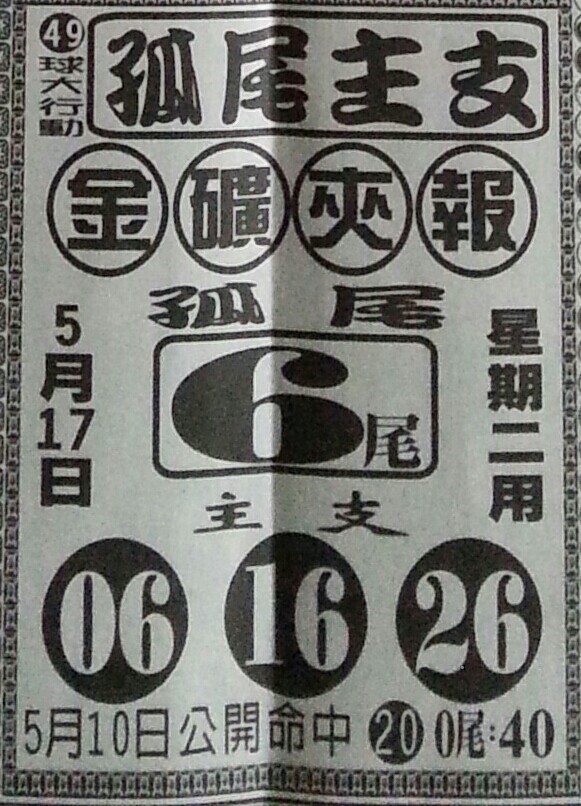 49球大行動
孤尾主支
金礦夾報
孤尾
5月17日
6尾
星期二用
主支
06 16 26
5月10日公開命中 20 0尾:40